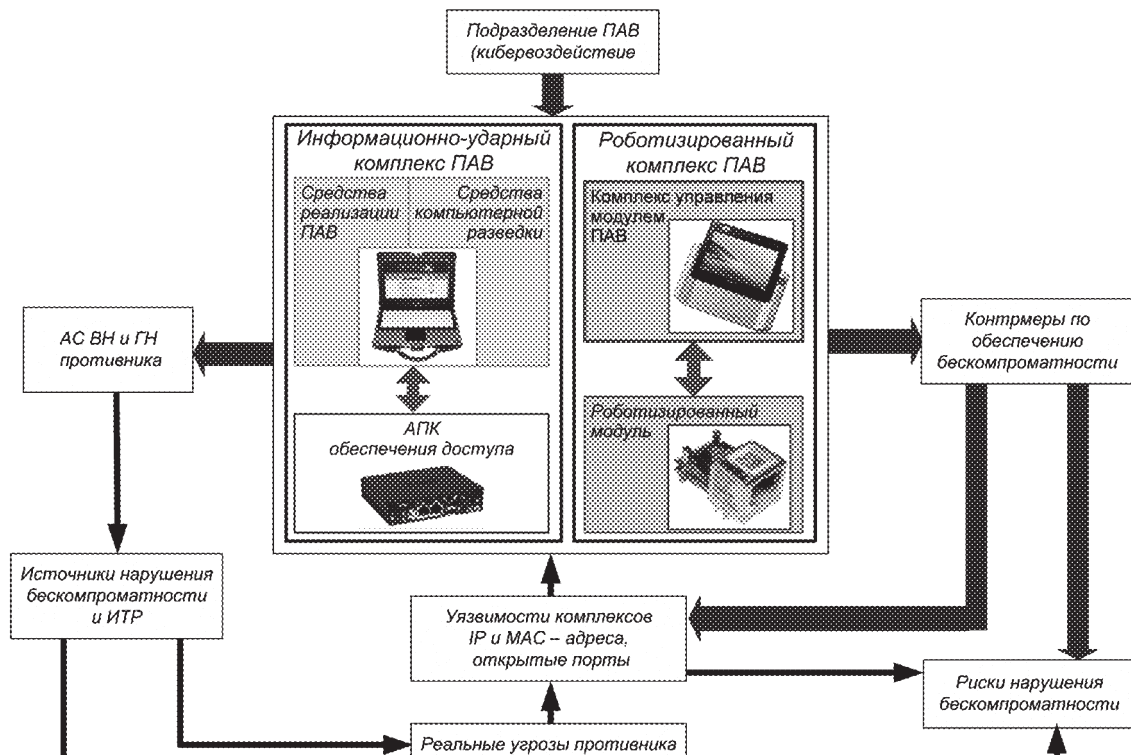 Подразделение ПАВ
(кибервоздействие
Информационно-ударный
комплекс ПАВ
Средства
реализации
ПАВ
Средства
компьютерной
разведки
АПК
обеспечения доступа
Роботизированный
комплекс ПАВ
Комплекс управления
модулем
ПАВ
Роботизированный
модуль
АС ВН и ГН
противника
Контрмеры по
обеспечению
бескомпроматности
Источники нарушения
бескомпроматности
и ИТР
Уязвимости комплексов
IP и MAC – адреса,
открытые порты
Риски нарушения
бескомпроматности
Реальные угрозы противника